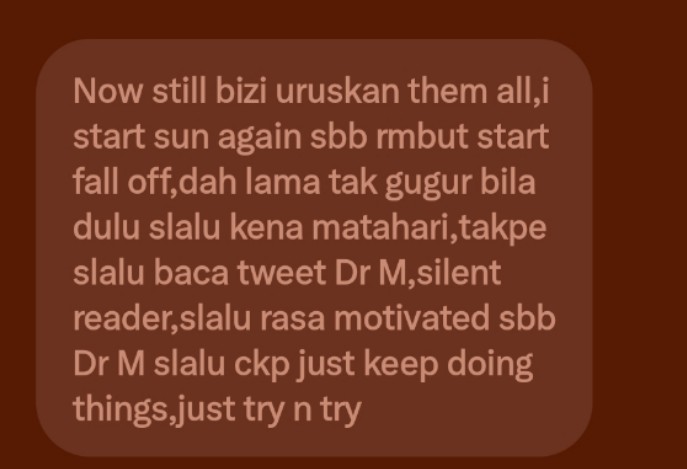 Now still bizi uruskan them all,i
start sun again sbb rmbut start
fall off,dah lama tak gugur bila
dulu slalu kena matahari,takpe
slalu baca tweet Dr M,silent
reader,slalu rasa motivated sbb
Dr M slalu ckp just keep doing
things,just try n try